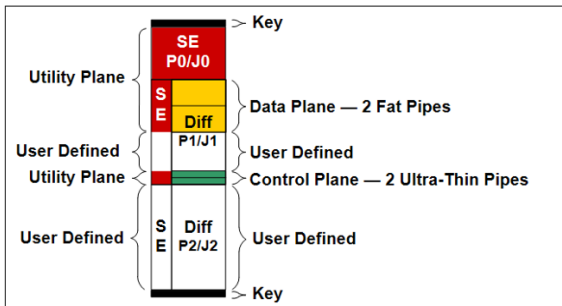 Key
SE
P0/J0
Utility Plane
S
E
Data Plane — 2 Fat Pipes
Diff
P1/J1
User Defined
User Defined
Utility Plane
Control Plane — 2 Ultra-Thin Pipes
S
E
Diff
P2/J2
User Defined
User Defined
Key